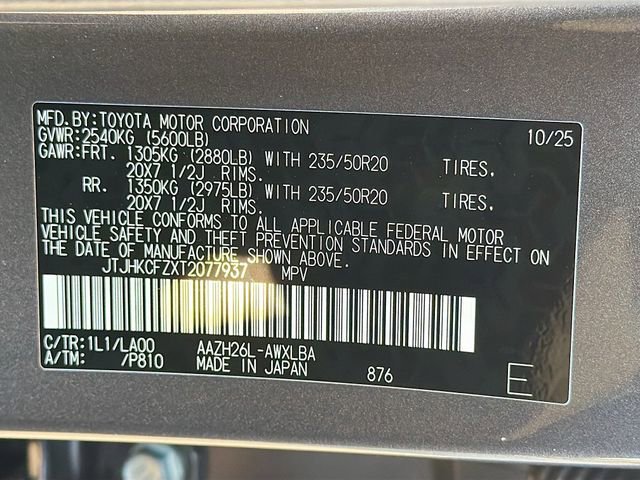 MFD.BY:TOYOTA MOTOR CORPORATION 10/25
GVWR:2540KG (5600LB)
GAWR:FRT. 1305KG (2880LB) WITH 235/50R20 TIRES.
20X7 1/2J RIMS.
RR. 1350KG (2975LB) WITH 235/50R20 TIRES.
20X7 1/2J RIMS.
THIS VEHICLE CONFORMS TO ALL APPLICABLE FEDERAL MOTOR
VEHICLE SAFETY AND THEFT PREVENTION STANDARDS IN EFFECT ON
THE DATE OF MANUFACTURE SHOWN ABOVE.
JTJHKCFZXT2077937 MPV
C/TR:1L1/LA00 AAZH26L-AWXLBA
A/TM: /P810 MADE IN JAPAN 876 E